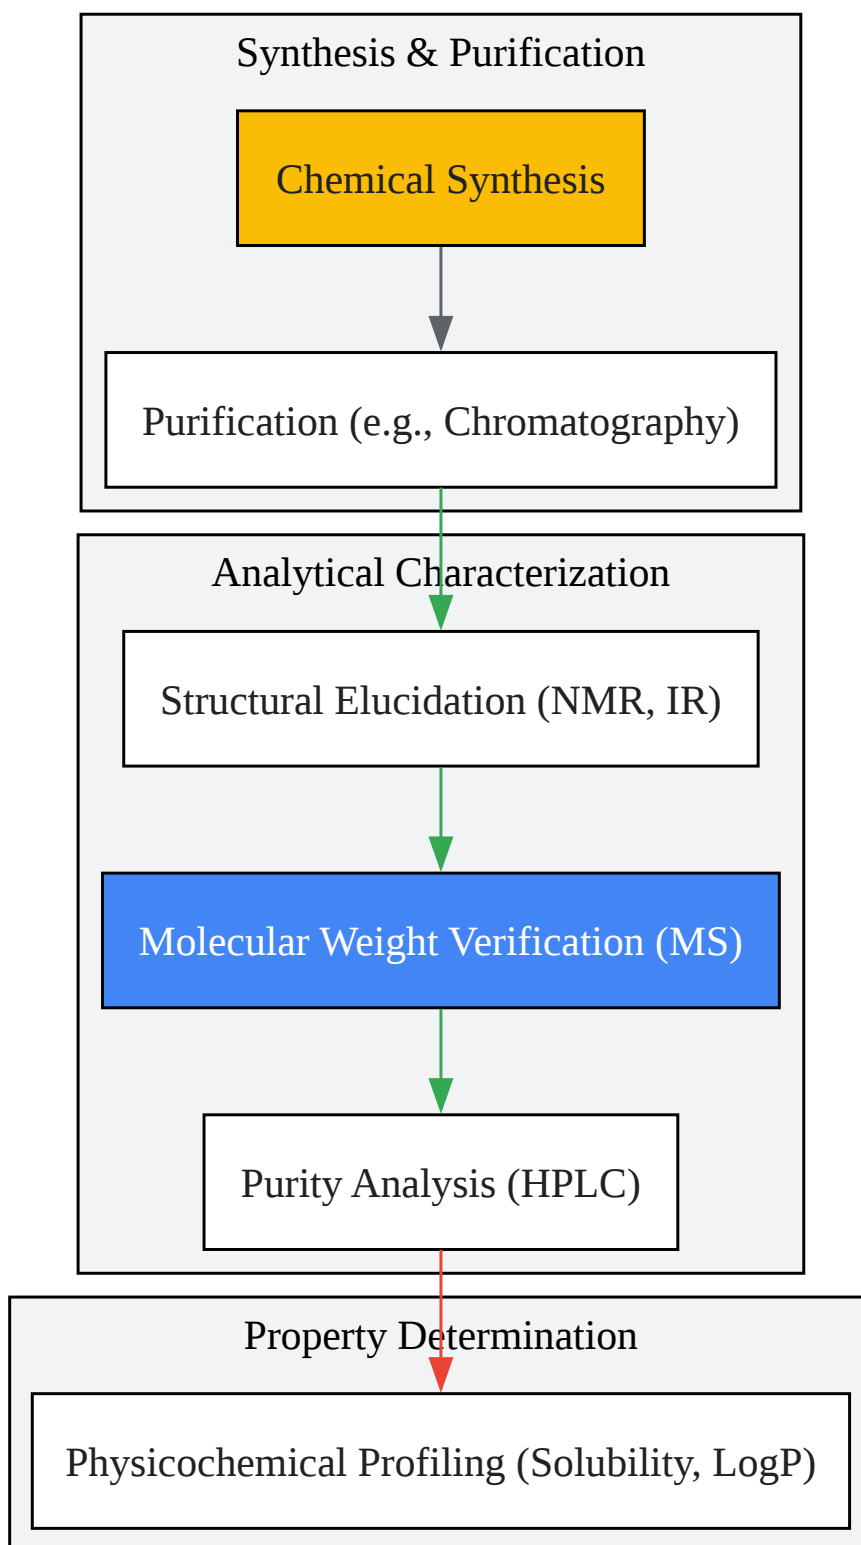 Synthesis & Purification
Chemical Synthesis
Purification (e.g., Chromatography)
Analytical Characterization
Structural Elucidation (NMR, IR)
Molecular Weight Verification (MS)
Purity Analysis (HPLC)
Property Determination
Physicochemical Profiling (Solubility, LogP)